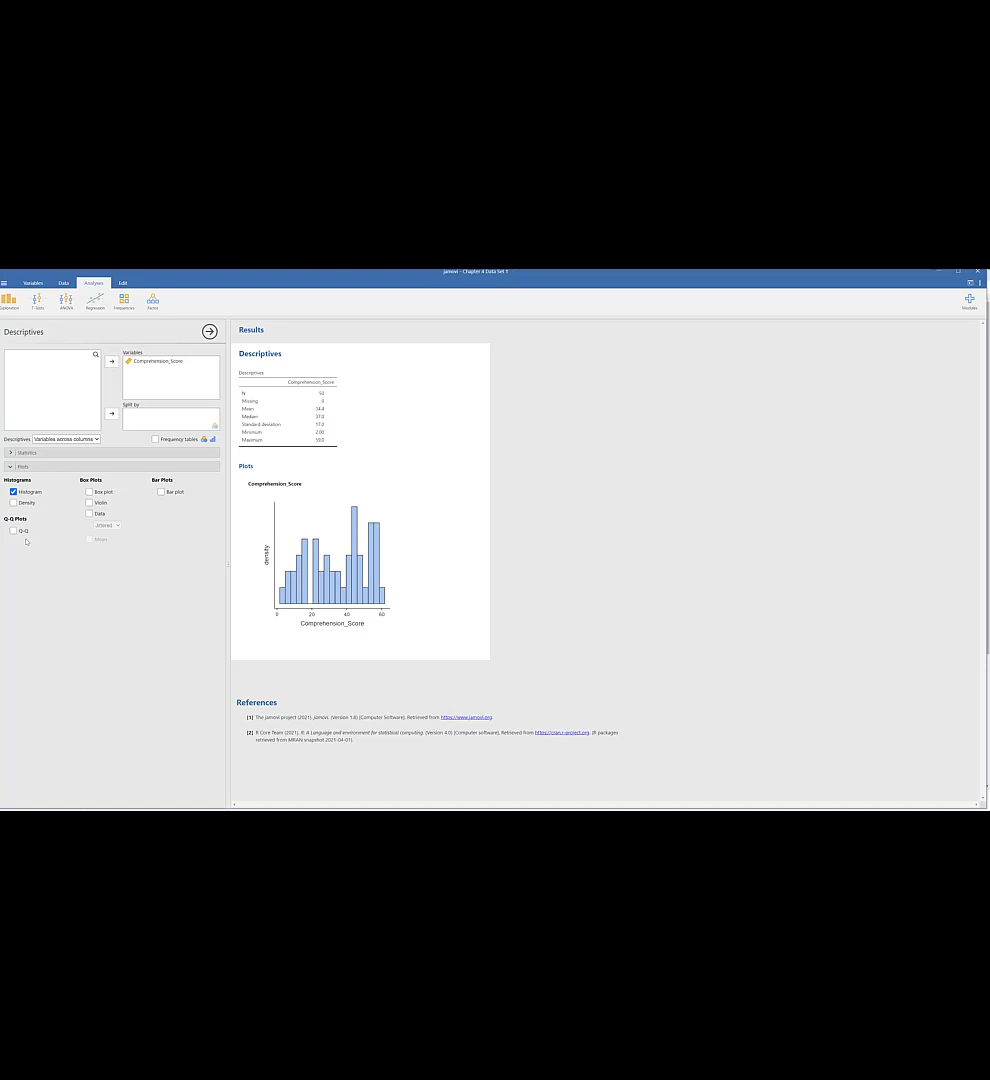 jamovi - Chapter 4 Data Set 1
Variables Data Analyses Edit
Exploration T-Tests ANOVA Regression Frequencies Factor Modules
Descriptives
Variables
Comprehension_Score
Split by
Descriptives Variables across columns Frequency tables
Statistics
Plots
Histograms Box Plots Bar Plots
Histogram Box plot Bar plot
Density Violin
Data
Q-Q Plots
Jittered
Q-Q
Mean
Results
Descriptives
Descriptives
Comprehension_Score
N 50
Missing 0
Mean 34.4
Median 37.0
Standard deviation 17.0
Minimum 2.00
Maximum 59.0
Plots
Comprehension_Score
density
0 20 40 60
Comprehension_Score
References
[1] The jamovi project (2021). jamovi. (Version 1.8) [Computer Software]. Retrieved from https://www.jamovi.org.
[2] R Core Team (2021). R: A Language and environment for statistical computing. (Version 4.0) [Computer software]. Retrieved from https://cran.r-project.org. (R packages
retrieved from MRAN snapshot 2021-04-01).